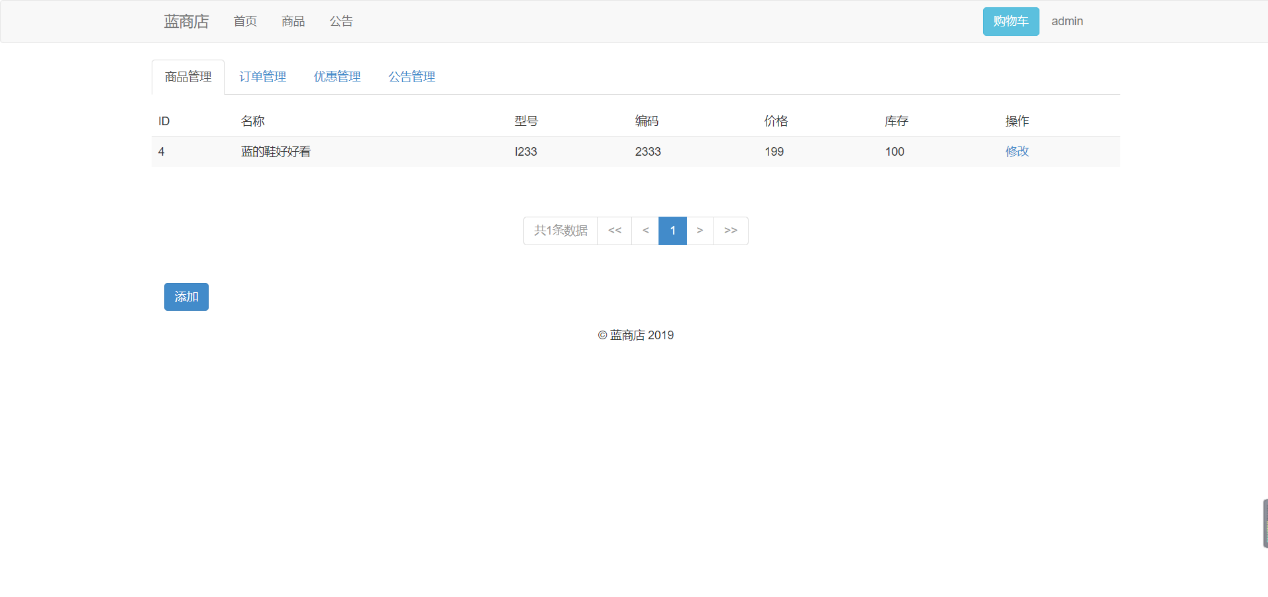 蓝商店 首页 商品 公告 购物车 admin
商品管理 订单管理 优惠管理 公告管理
ID 名称 型号 编码 价格 库存 操作
4 蓝的鞋好好看 I233 2333 199 100 修改
共1条数据 << < 1 > >>
添加
© 蓝商店 2019